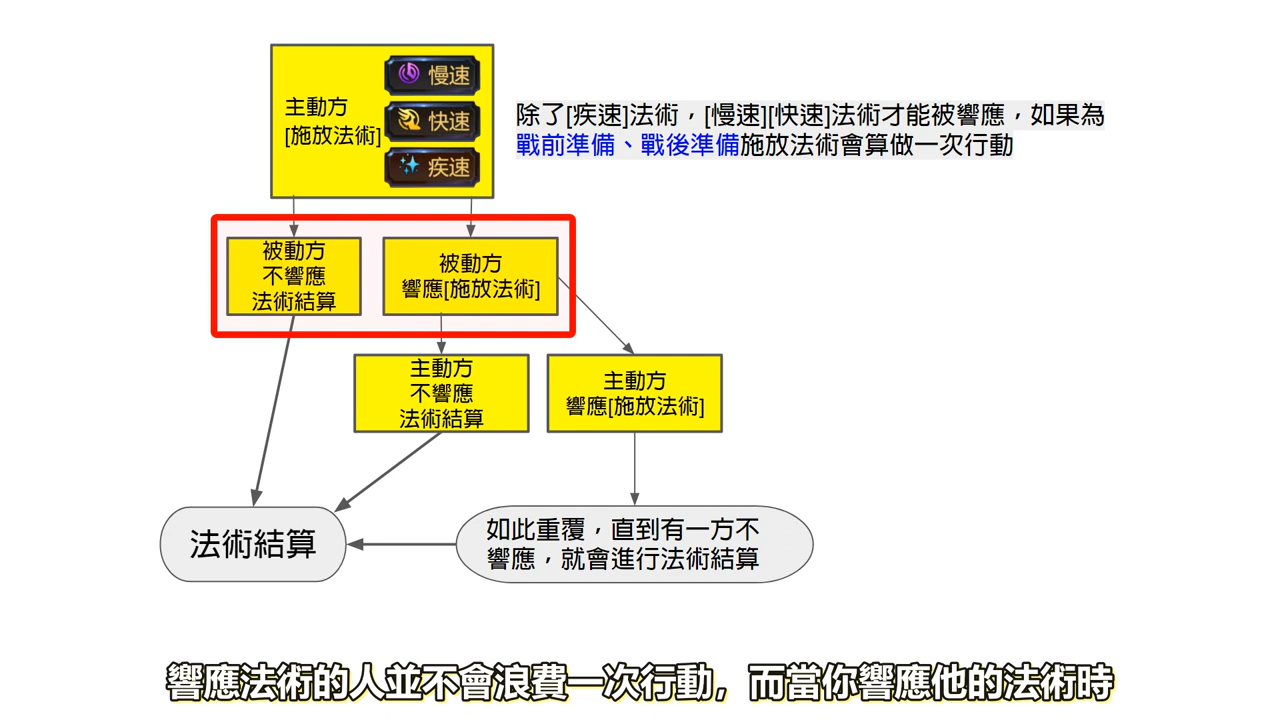 主動方
[施放法術]
慢速
快速
疾速
除了[疾速]法術，[慢速][快速]法術才能被響應，如果為
戰前準備、戰後準備施放法術會算做一次行動
被動方
不響應
法術結算
被動方
響應[施放法術]
主動方
不響應
法術結算
主動方
響應[施放法術]
法術結算
如此重覆，直到有一方不
響應，就會進行法術結算
響應法術的人並不會浪費一次行動，而當你響應他的法術時